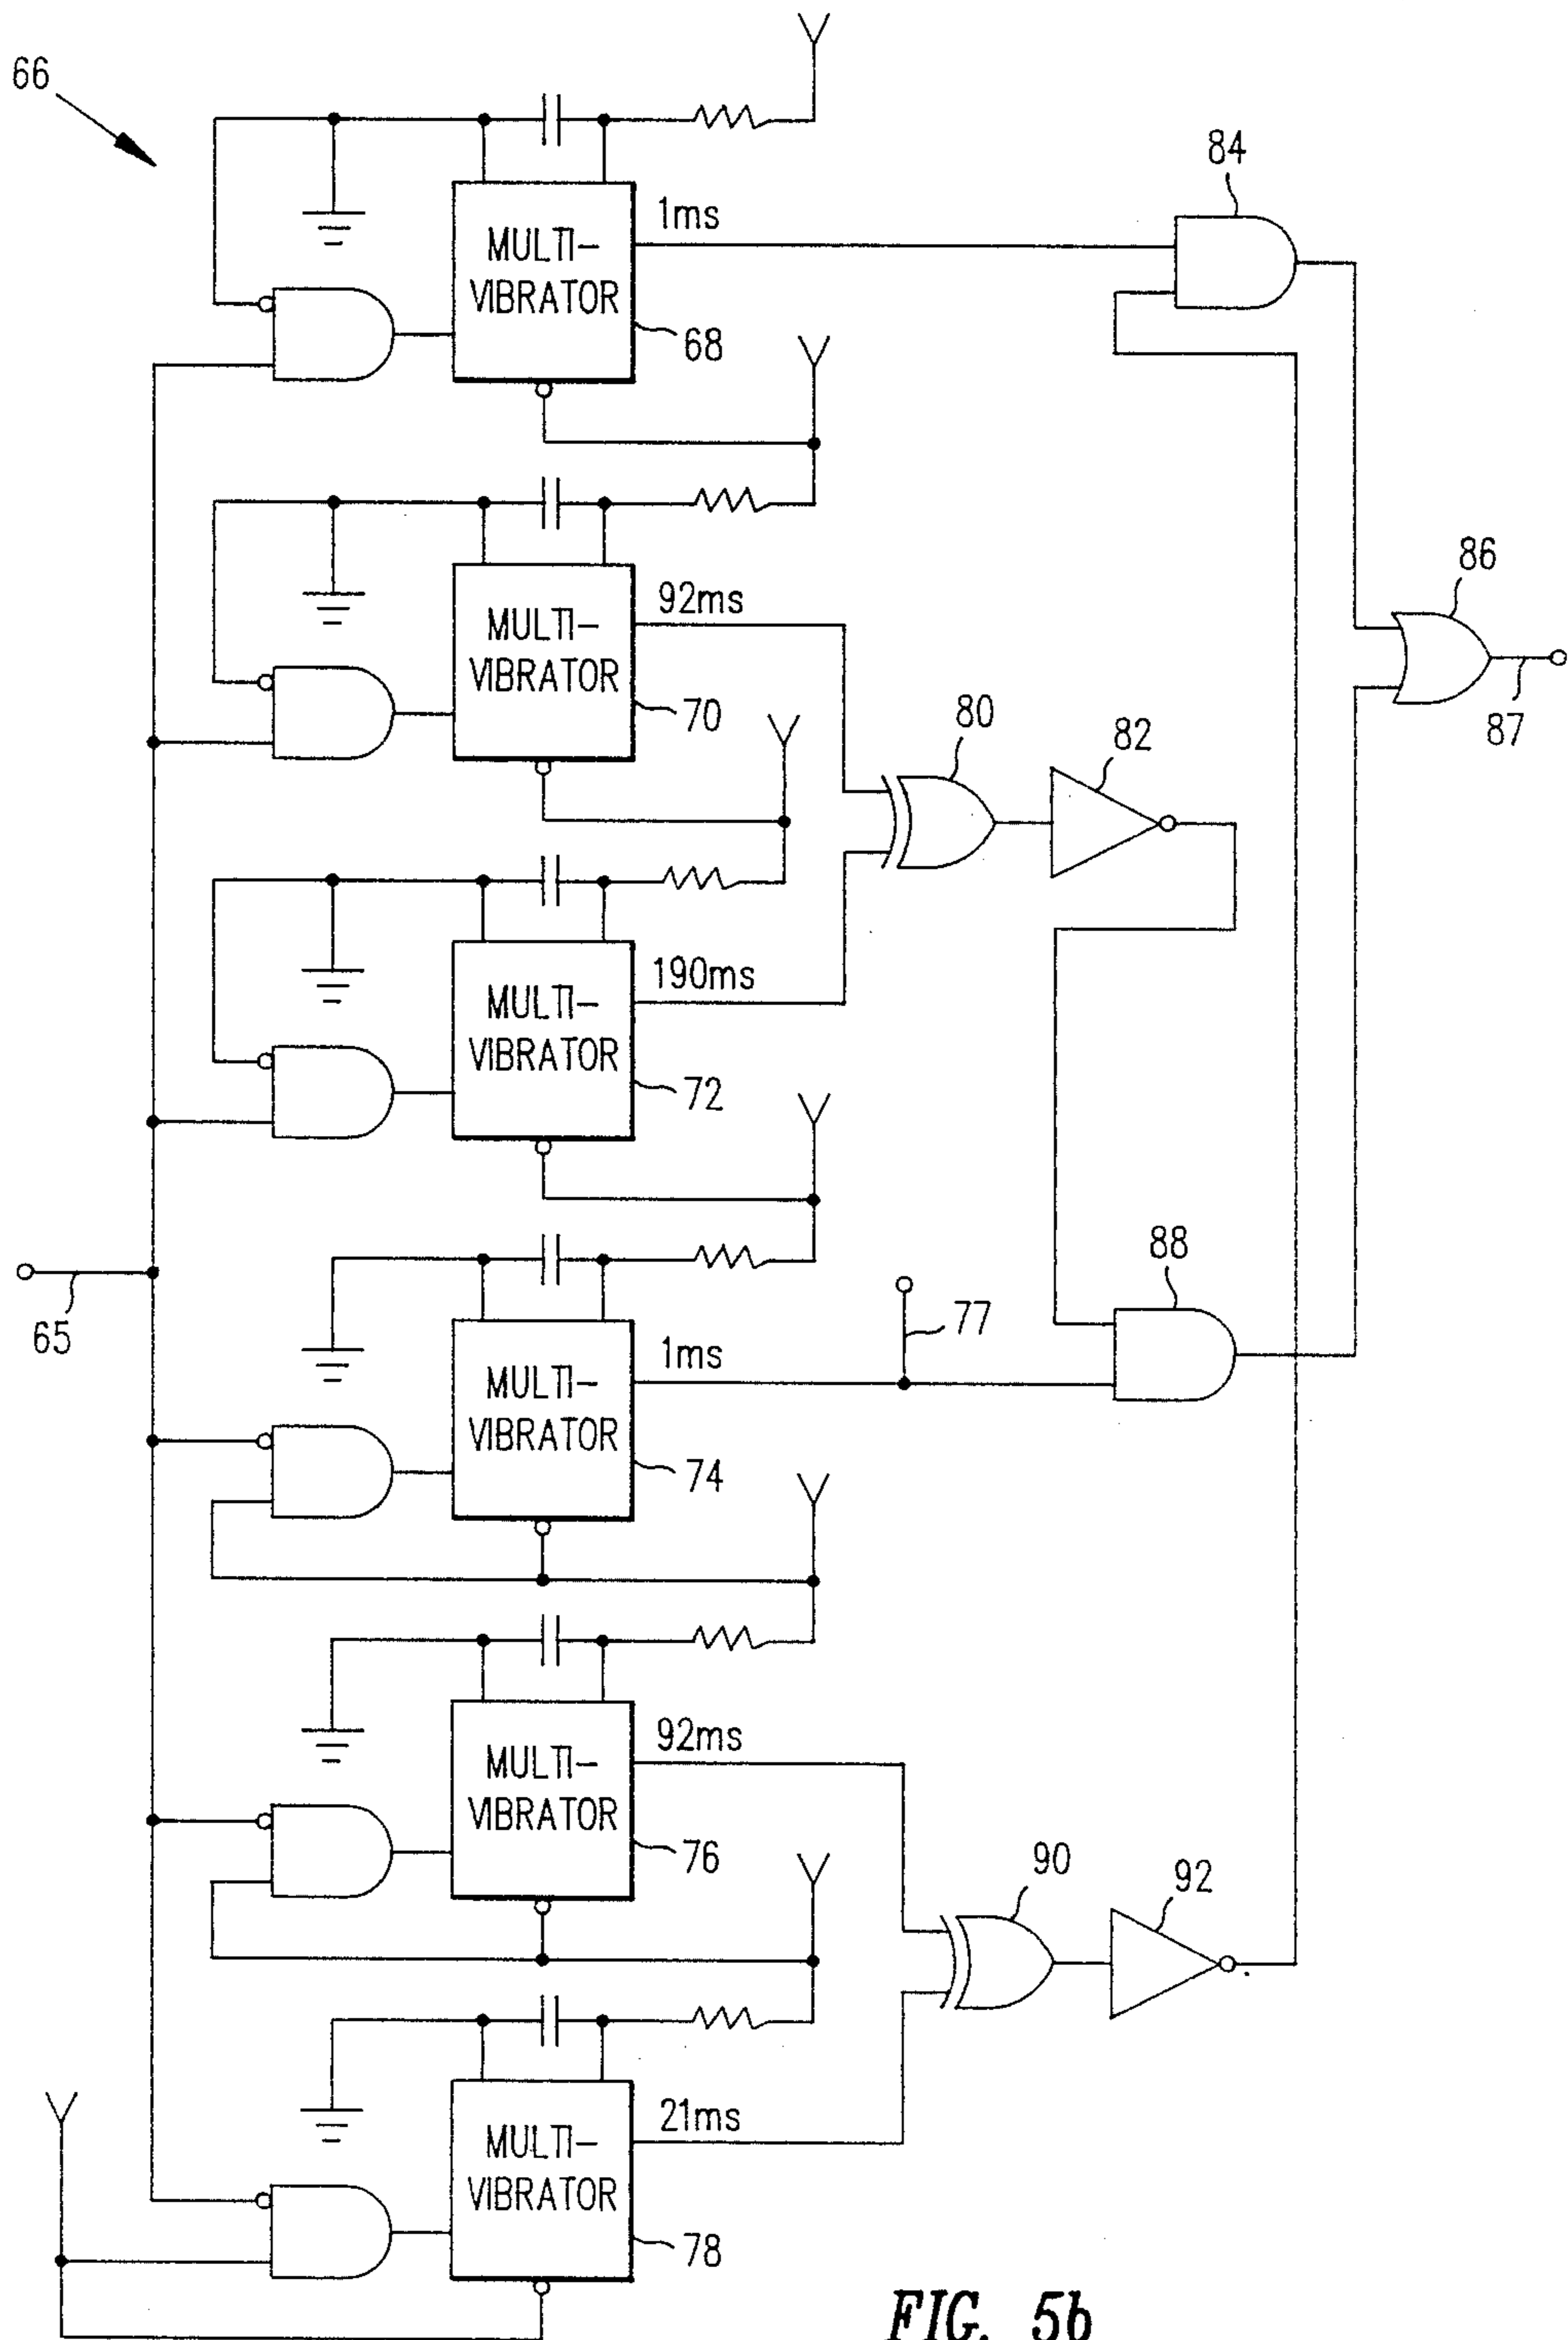 66
84
1ms
MULTI-
VIBRATOR
68
86
92ms
MULTI-
VIBRATOR
70
87
80
82
190ms
MULTI-
VIBRATOR
72
88
65
77
1ms
MULTI-
VIBRATOR
74
92ms
MULTI-
VIBRATOR
76
90
92
21ms
MULTI-
VIBRATOR
78
FIG. 5b